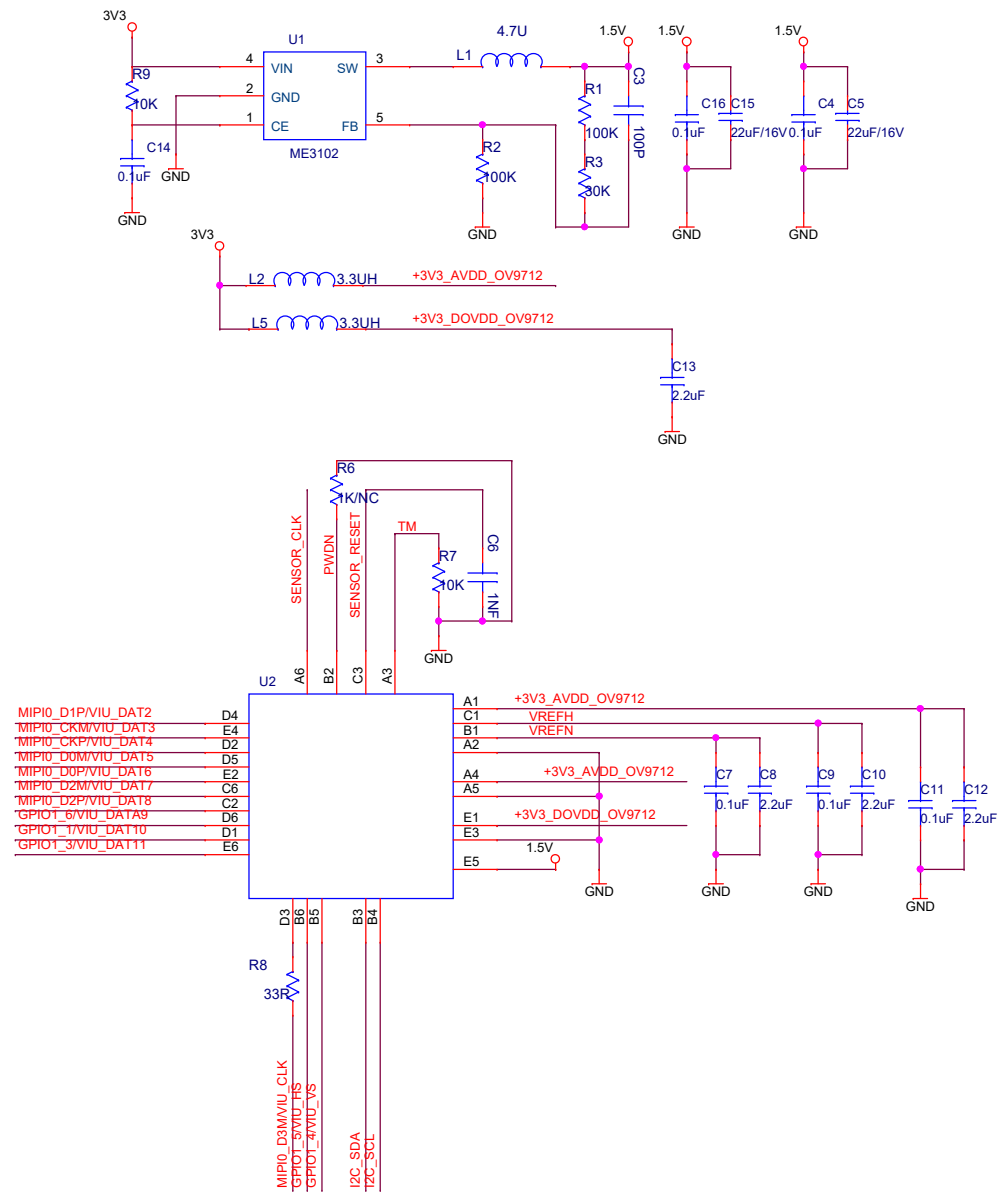 3V3
U1
4.7U
1.5V
1.5V
1.5V
4
VIN
SW
3
L1
R9
10K
2
GND
1
CE
FB
5
ME3102
C14
0.1uF
GND
GND
R2
100K
GND
R1
100K
R3
30K
C3
100P
C16
0.1uF
C15
22uF/16V
GND
C4
0.1uF
C5
22uF/16V
GND
3V3
L2
3.3UH
+3V3_AVDD_OV9712
L5
3.3UH
+3V3_DOVDD_OV9712
C13
2.2uF
GND
R6
1K/NC
SENSOR_CLK
PWDN
SENSOR_RESET
TM
R7
10K
C6
1NF
GND
U2
A6
B2
C3
A3
MIPI0_D1P/VIU_DAT2
D4
MIPI0_CKM/VIU_DAT3
E4
MIPI0_CKP/VIU_DAT4
D2
MIPI0_D0M/VIU_DAT5
D5
MIPI0_D0P/VIU_DAT6
E2
MIPI0_D2M/VIU_DAT7
C6
MIPI0_D2P/VIU_DAT8
C2
GPIO1_6/VIU_DATA9
D6
GPIO1_1/VIU_DAT10
D1
GPIO1_3/VIU_DAT11
E6
A1
+3V3_AVDD_OV9712
C1
VREFH
B1
VREFN
A2
A4
+3V3_AVDD_OV9712
A5
E1
+3V3_DOVDD_OV9712
E3
1.5V
E5
GND
C7
0.1uF
C8
2.2uF
GND
C9
0.1uF
C10
2.2uF
GND
C11
0.1uF
C12
2.2uF
GND
D3
B6
B5
B3
B4
R8
33R
MIPI0_D3M/VIU_CLK
GPIO1_5/VIU_HS
GPIO1_4/VIU_VS
I2C_SDA
I2C_SCL